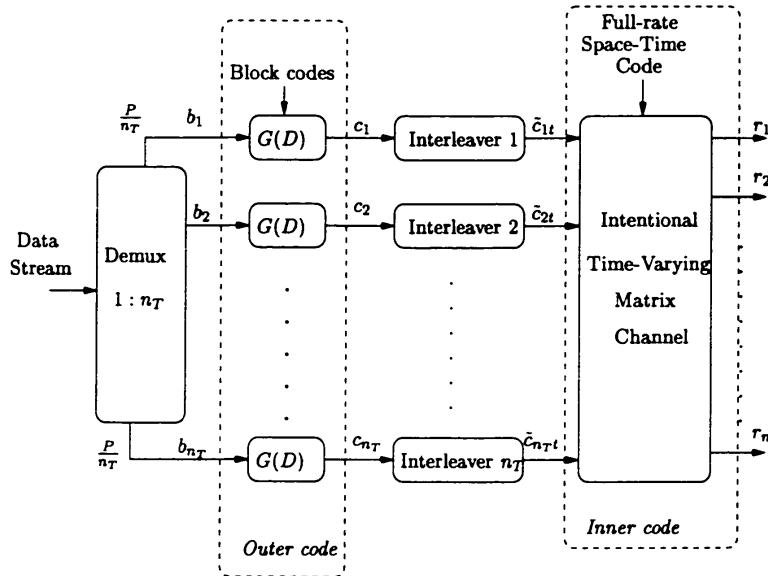 Full-rate
Space-Time
Code
Block codes
P/n_T
b_1
G(D)
c_1
Interleaver 1
c̃_{1t}
r_1
r_2
b_2
G(D)
c_2
Interleaver 2
c̃_{2t}
Data
Stream
Demux
1 : n_T
Intentional
Time-Varying
Matrix
Channel
P/n_T
b_{n_T}
G(D)
c_{n_T}
Interleaver n_T
c̃_{n_T t}
Outer code
Inner code